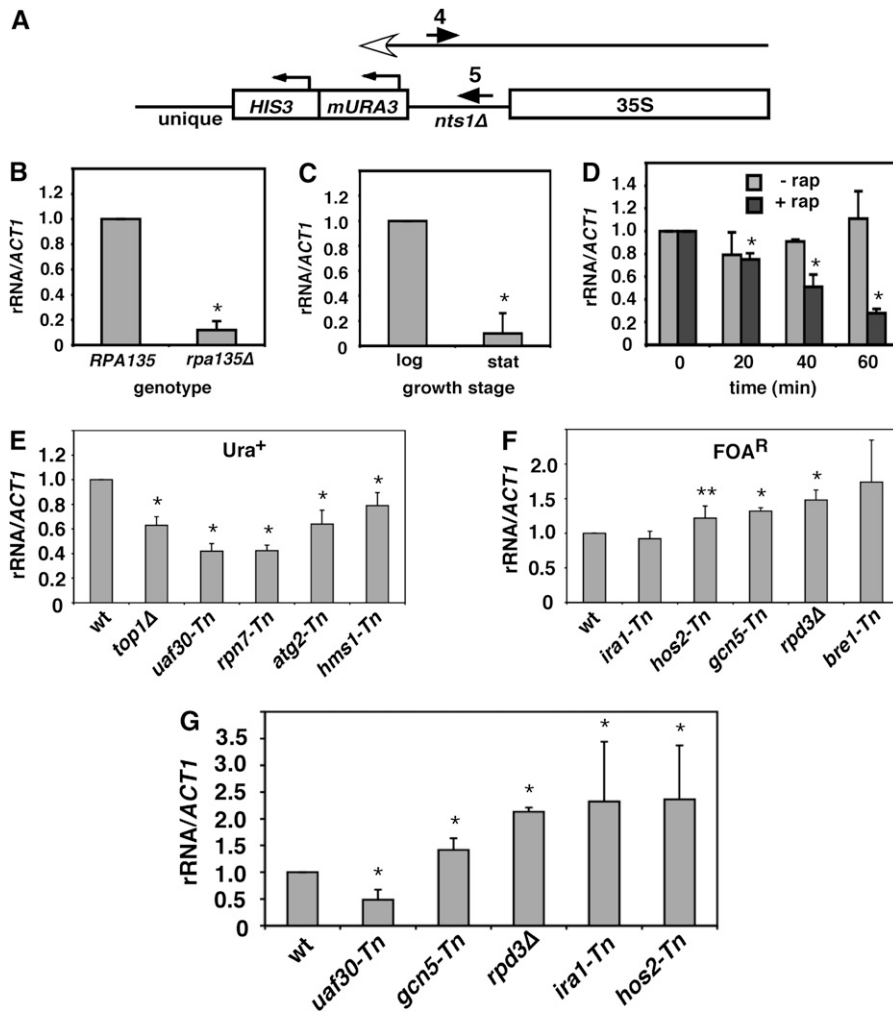 A
4
5
HIS3 mURA3 35S
unique nts1Δ
B
rRNA/ACT1
1.2
1.0
0.8
0.6
0.4
0.2
0
*
RPA135 rpa135Δ
genotype
C
rRNA/ACT1
1.2
1.0
0.8
0.6
0.4
0.2
0
*
log stat
growth stage
D
rRNA/ACT1
1.4
1.2
1.0
0.8
0.6
0.4
0.2
0
- rap
+ rap
* * *
0 20 40 60
time (min)
E
Ura+
rRNA/ACT1
1.2
1.0
0.8
0.6
0.4
0.2
0
* * * * *
wt top1Δ uaf30-Tn rpn7-Tn atg2-Tn hms1-Tn
F
FOAR
rRNA/ACT1
2.0
1.5
1.0
0.5
0
** * *
wt ira1-Tn hos2-Tn gcn5-Tn rpd3Δ bre1-Tn
G
rRNA/ACT1
3.5
3.0
2.5
2.0
1.5
1.0
0.5
0
* * * * *
wt uaf30-Tn gcn5-Tn rpd3Δ ira1-Tn hos2-Tn